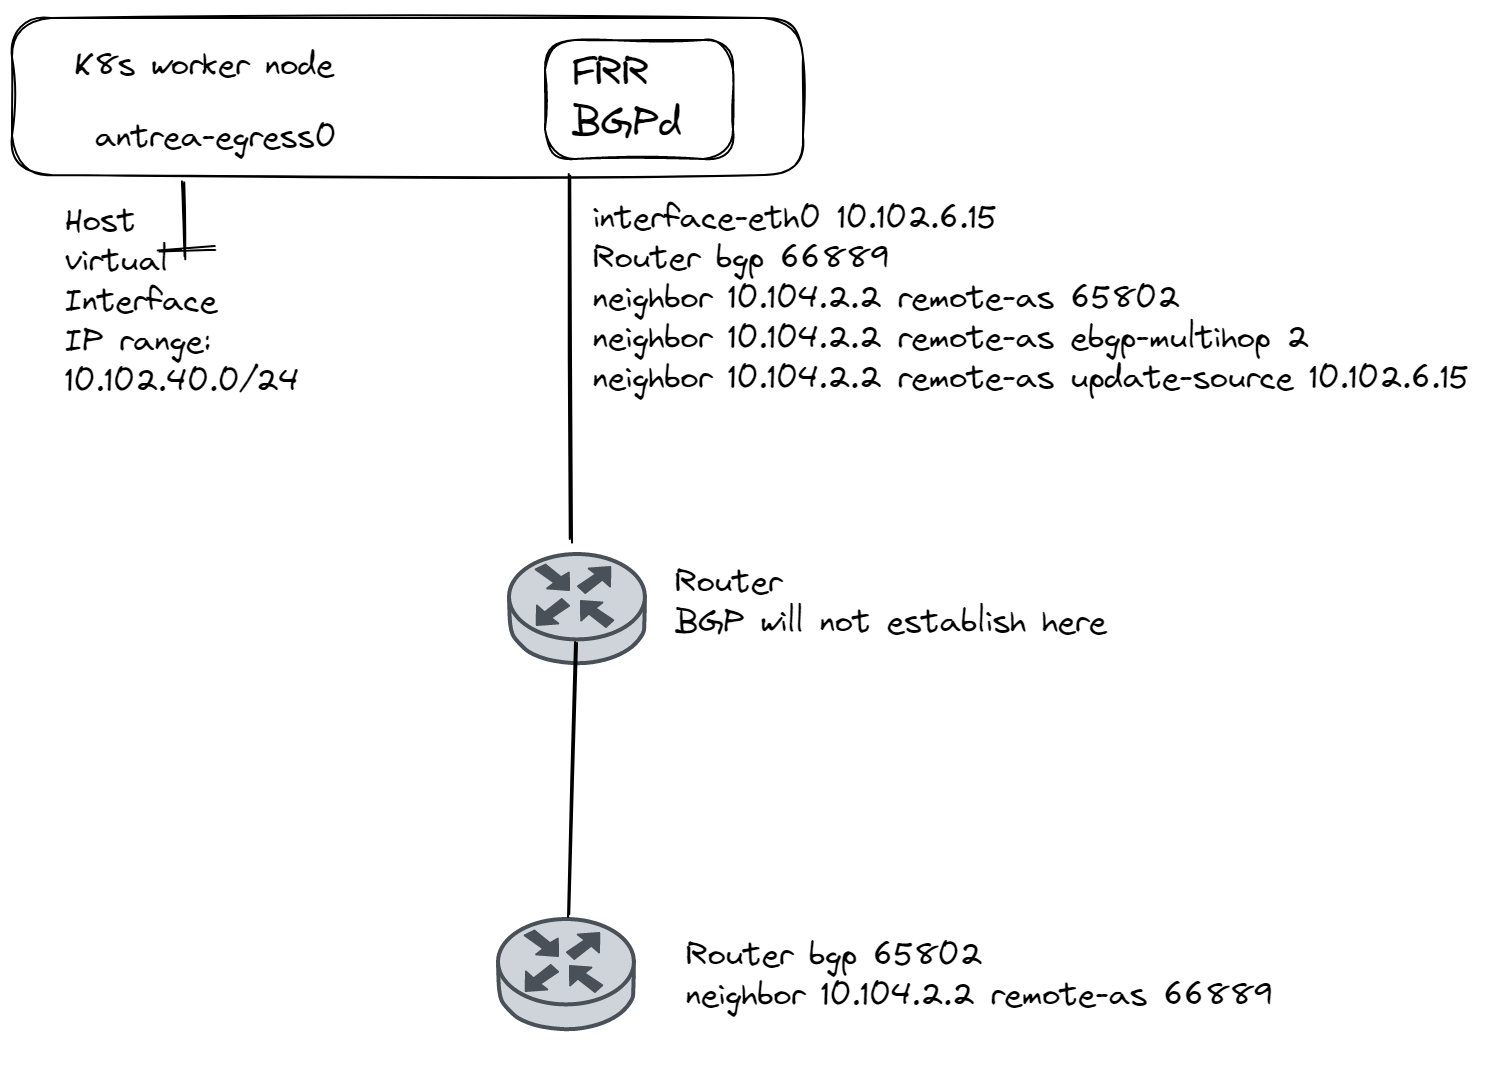 K8s worker node
antrea-egress0
FRR
BGPd
Host
virtual
Interface
IP range:
10.102.40.0/24
interface-eth0 10.102.6.15
Router bgp 66889
neighbor 10.104.2.2 remote-as 65802
neighbor 10.104.2.2 remote-as ebgp-multihop 2
neighbor 10.104.2.2 remote-as update-source 10.102.6.15
Router
BGP will not establish here
Router bgp 65802
neighbor 10.104.2.2 remote-as 66889